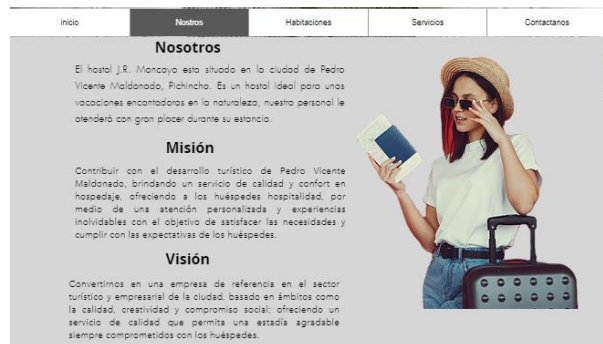 inicio
Nostros
Habitaciones
Servicios
Contactanos
Nosotros
El hostal J.R. Moncayo esta situado en la ciudad de Pedro
Vicente Maldonado, Pichincha. Es un hostal ideal para unas
vacaciones encantadoras en la naturaleza, nuestro personal le
atenderá con gran placer durante su estancia.
Misión
Contribuir con el desarrollo turístico de Pedro Vicente
Maldonado, brindando un servicio de calidad y confort en
hospedaje, ofreciendo a los huéspedes hospitalidad, por
medio de una atención personalizada y experiencias
inolvidables con el objetivo de satisfacer las necesidades y
cumplir con las expectativas de los huéspedes.
Visión
Convertirnos en una empresa de referencia en el sector
turístico y empresarial de la ciudad, basado en ámbitos como
la calidad, creatividad y compromiso social; ofreciendo un
servicio de calidad que permita una estadía agradable
siempre comprometidos con los huéspedes.